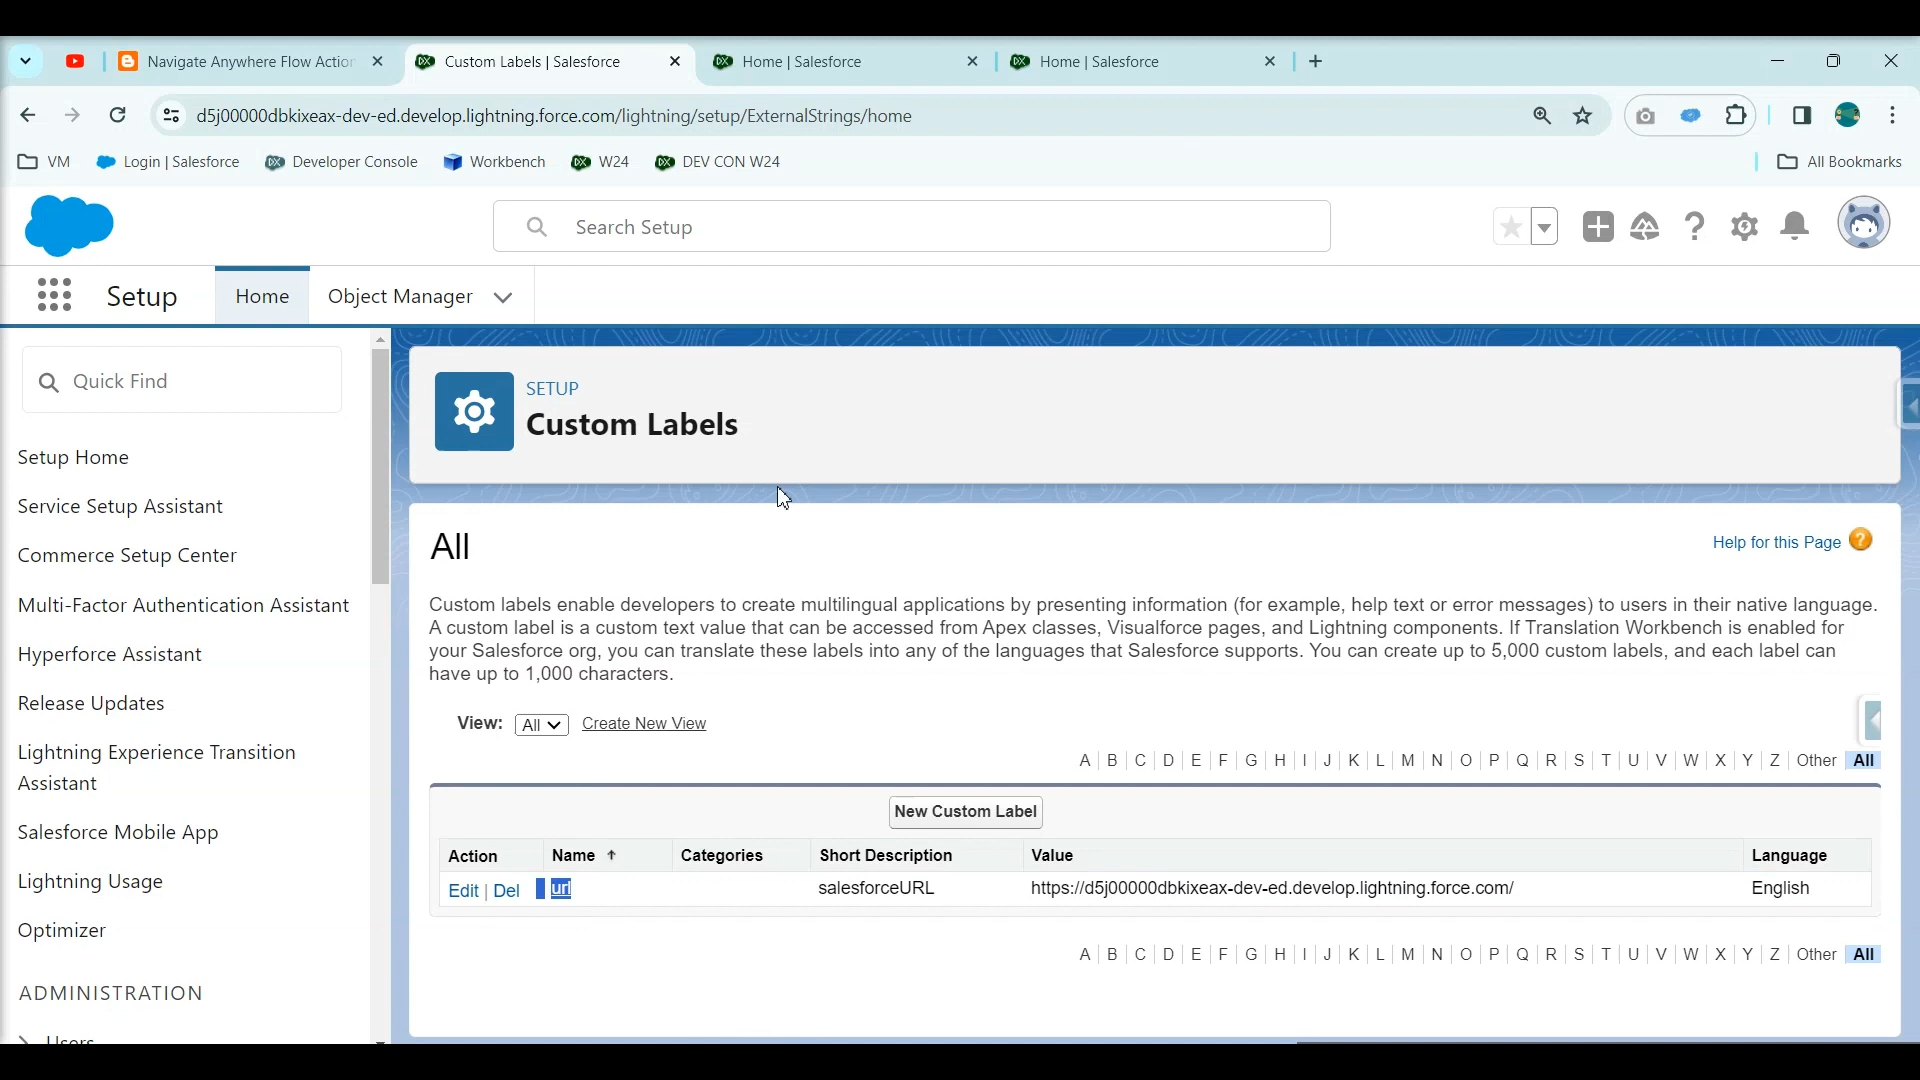 Navigate Anywhere Flow Action
Custom Labels | Salesforce
Home | Salesforce
Home | Salesforce
d5j00000dbkixeax-dev-ed.develop.lightning.force.com/lightning/setup/ExternalStrings/home
VM
Login | Salesforce
Developer Console
Workbench
W24
DEV CON W24
All Bookmarks
Search Setup
Setup
Home
Object Manager
Quick Find
Setup Home
Service Setup Assistant
Commerce Setup Center
Multi-Factor Authentication Assistant
Hyperforce Assistant
Release Updates
Lightning Experience Transition
Assistant
Salesforce Mobile App
Lightning Usage
Optimizer
ADMINISTRATION
Users
SETUP
Custom Labels
All
Help for this Page ?
Custom labels enable developers to create multilingual applications by presenting information (for example, help text or error messages) to users in their native language.
A custom label is a custom text value that can be accessed from Apex classes, Visualforce pages, and Lightning components. If Translation Workbench is enabled for
your Salesforce org, you can translate these labels into any of the languages that Salesforce supports. You can create up to 5,000 custom labels, and each label can
have up to 1,000 characters.
View: All Create New View
A | B | C | D | E | F | G | H | I | J | K | L | M | N | O | P | Q | R | S | T | U | V | W | X | Y | Z | Other | All
New Custom Label
Action Name ↑ Categories Short Description Value Language
Edit | Del url salesforceURL https://d5j00000dbkixeax-dev-ed.develop.lightning.force.com/ English
A | B | C | D | E | F | G | H | I | J | K | L | M | N | O | P | Q | R | S | T | U | V | W | X | Y | Z | Other | All